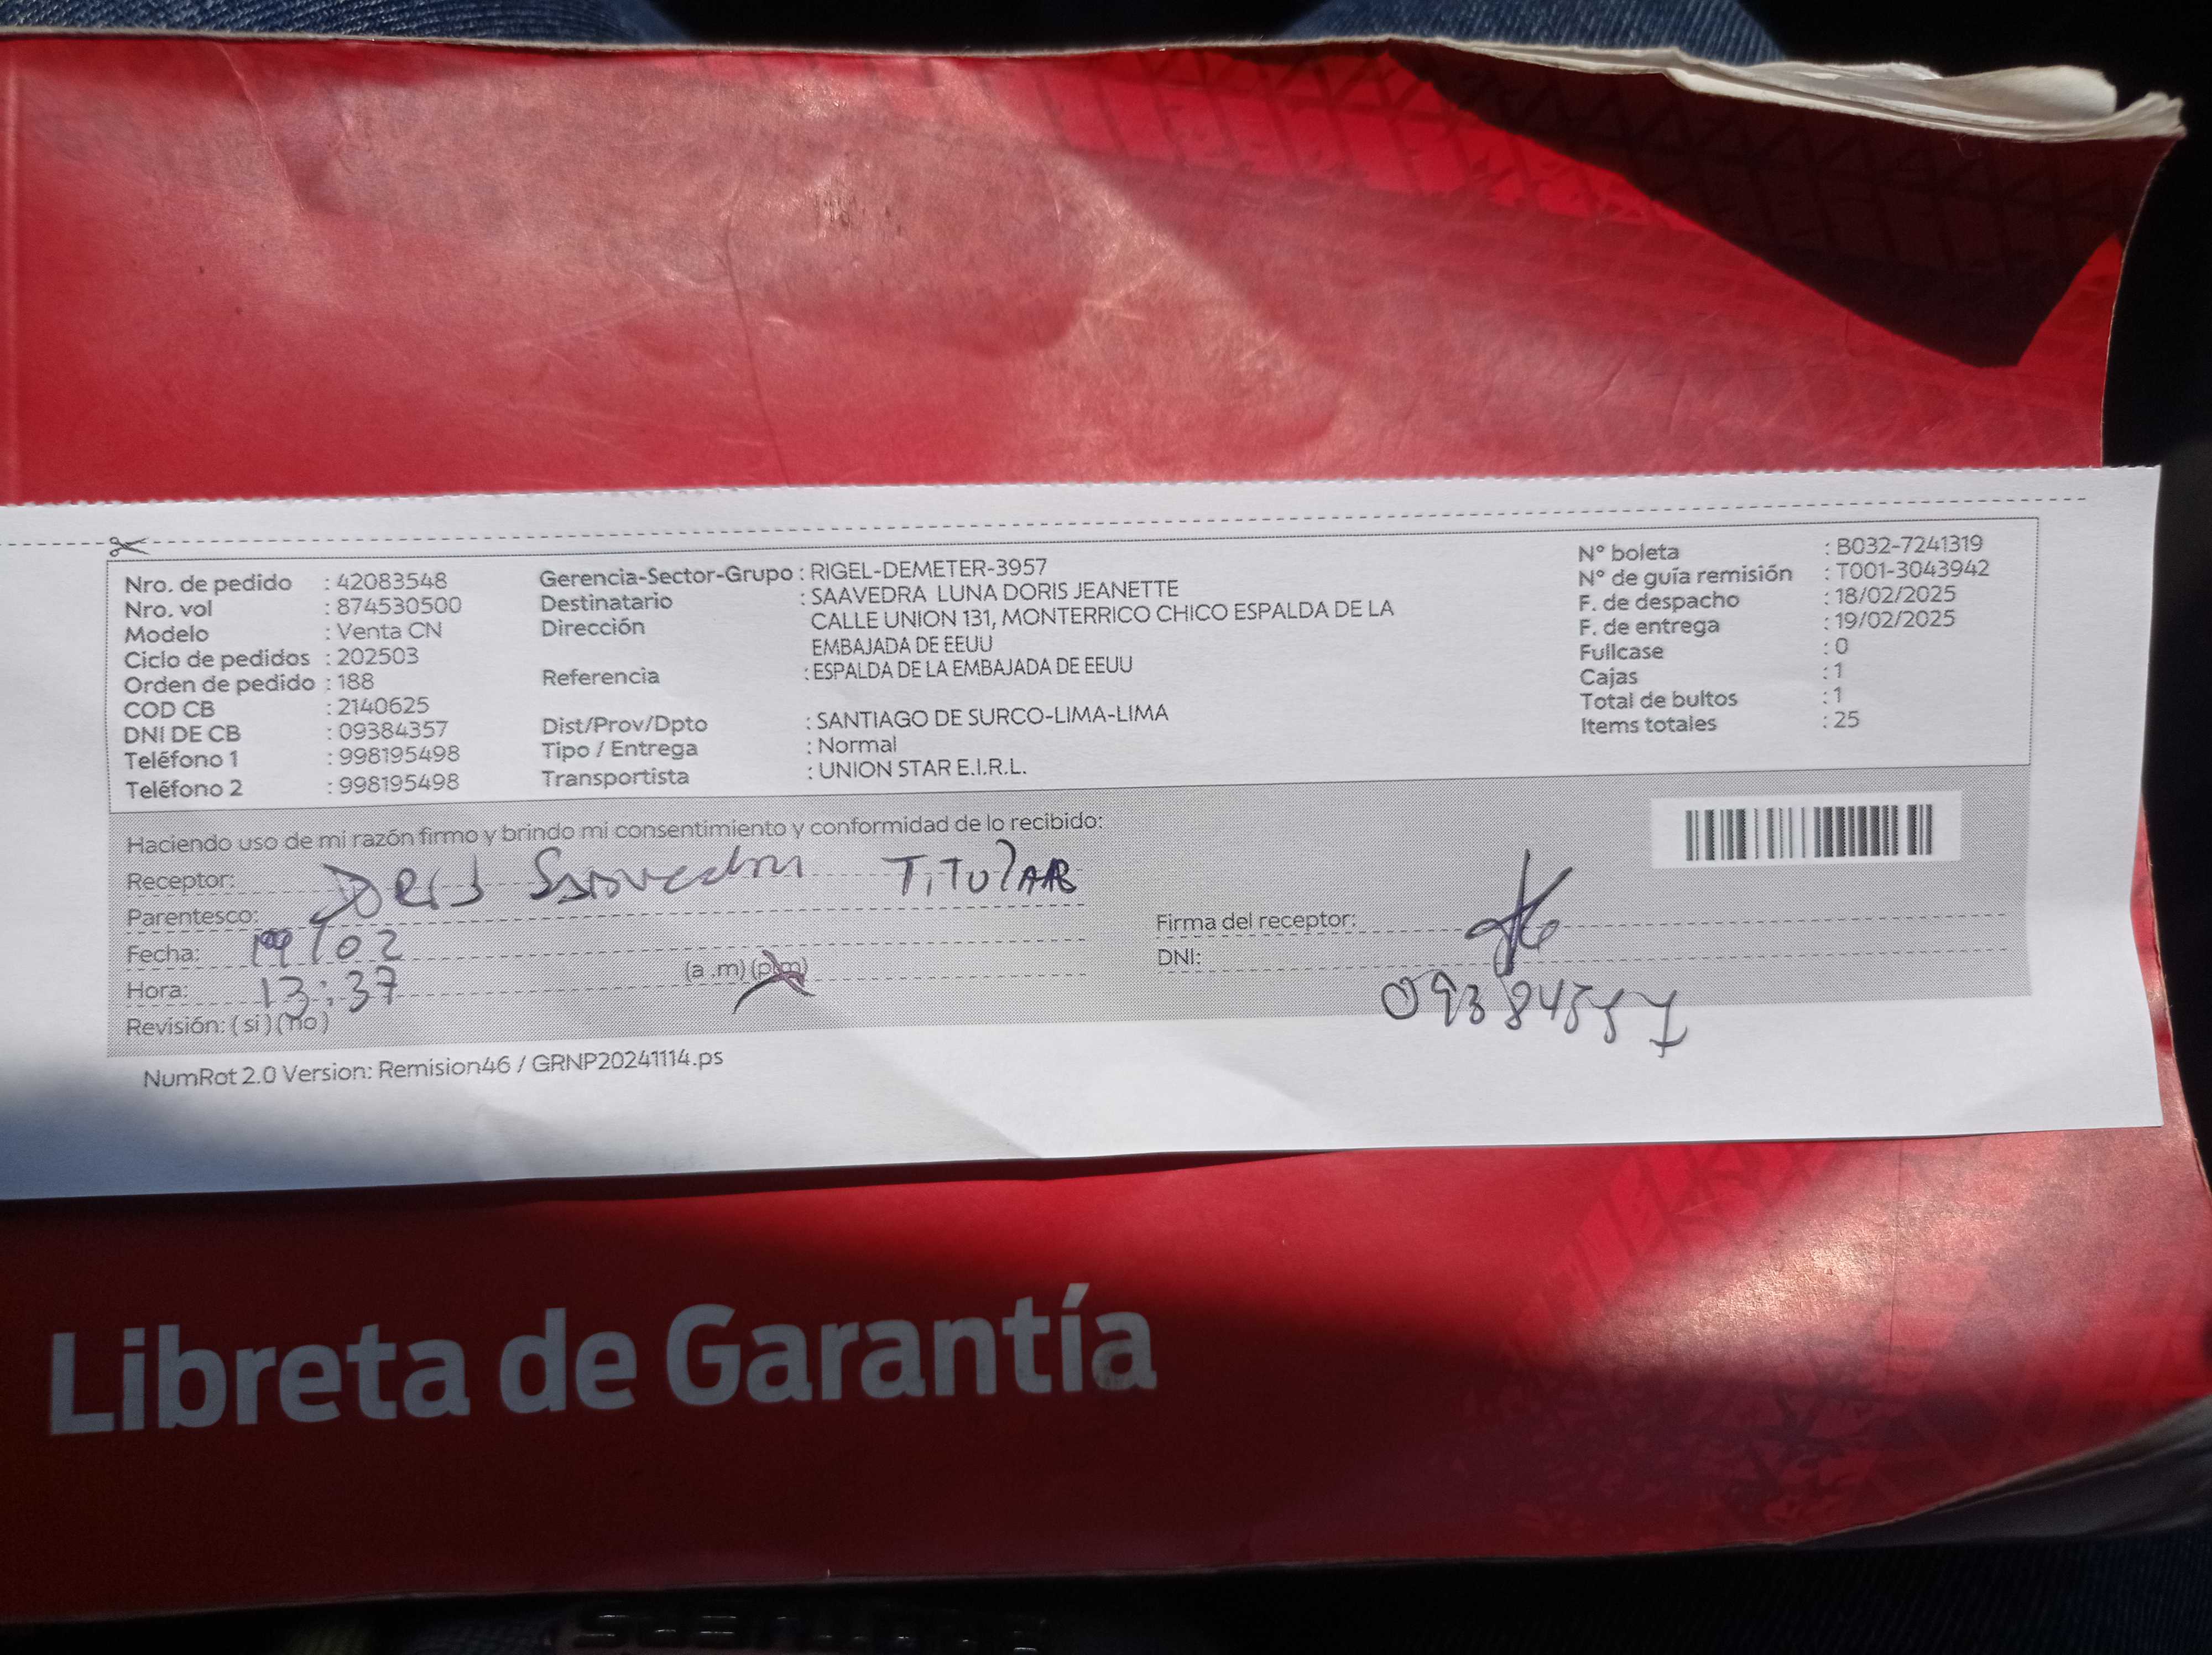 Nro. de pedido : 42083548
Nro. vol : 874530500
Modelo : Venta CN
Ciclo de pedidos : 202503
Orden de pedido : 188
COD CB : 2140625
DNI DE CB : 09384357
Teléfono 1 : 998195498
Teléfono 2 : 998195498
Gerencia-Sector-Grupo : RIGEL-DEMETER-3957
Destinatario : SAAVEDRA LUNA DORIS JEANETTE
Dirección CALLE UNION 131, MONTERRICO CHICO ESPALDA DE LA
EMBAJADA DE EEUU
Referencia : ESPALDA DE LA EMBAJADA DE EEUU
Dist/Prov/Dpto : SANTIAGO DE SURCO-LIMA-LIMA
Tipo / Entrega : Normal
Transportista : UNION STAR E.I.R.L.
N° boleta : B032-7241319
N° de guía remisión : T001-3043942
F. de despacho : 18/02/2025
F. de entrega : 19/02/2025
Fullcase : 0
Cajas : 1
Total de bultos : 1
Items totales : 25
Haciendo uso de mi razón firmo y brindo mi consentimiento y conformidad de lo recibido:
Receptor: Doris Saavedra TiTulAR
Parentesco:
Fecha: 19/02
Hora: 13:37 (a .m) (p.m)
Revisión: ( si ) ( no )
Firma del receptor:
DNI:
09384357
NumRot 2.0 Version: Remision46 / GRNP20241114.ps
Libreta de Garantía